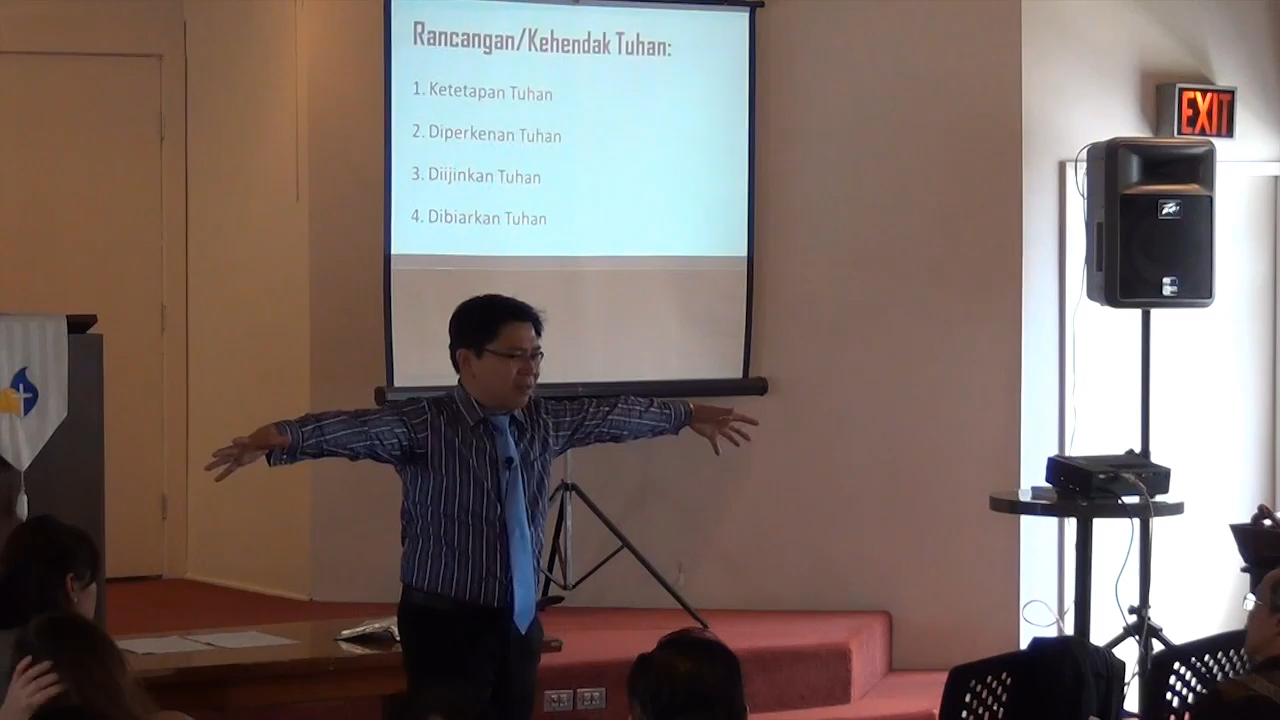 Rancangan/Kehendak Tuhan:
1. Ketetapan Tuhan
2. Diperkenan Tuhan
3. Diijinkan Tuhan
4. Dibiarkan Tuhan
EXIT